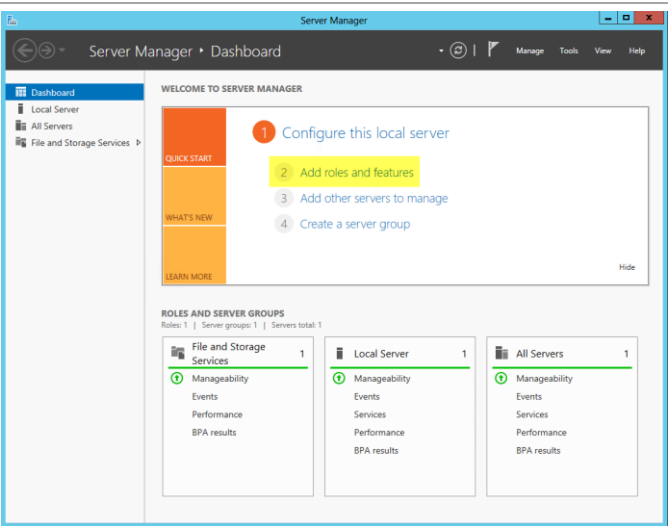 Server Manager
Server Manager • Dashboard
Manage Tools View Help
Dashboard
Local Server
All Servers
File and Storage Services
WELCOME TO SERVER MANAGER
QUICK START
WHAT'S NEW
LEARN MORE
1 Configure this local server
2 Add roles and features
3 Add other servers to manage
4 Create a server group
Hide
ROLES AND SERVER GROUPS
Roles: 1 | Server groups: 1 | Servers total: 1
File and Storage
Services 1
Manageability
Events
Performance
BPA results
Local Server 1
Manageability
Events
Services
Performance
BPA results
All Servers 1
Manageability
Events
Services
Performance
BPA results